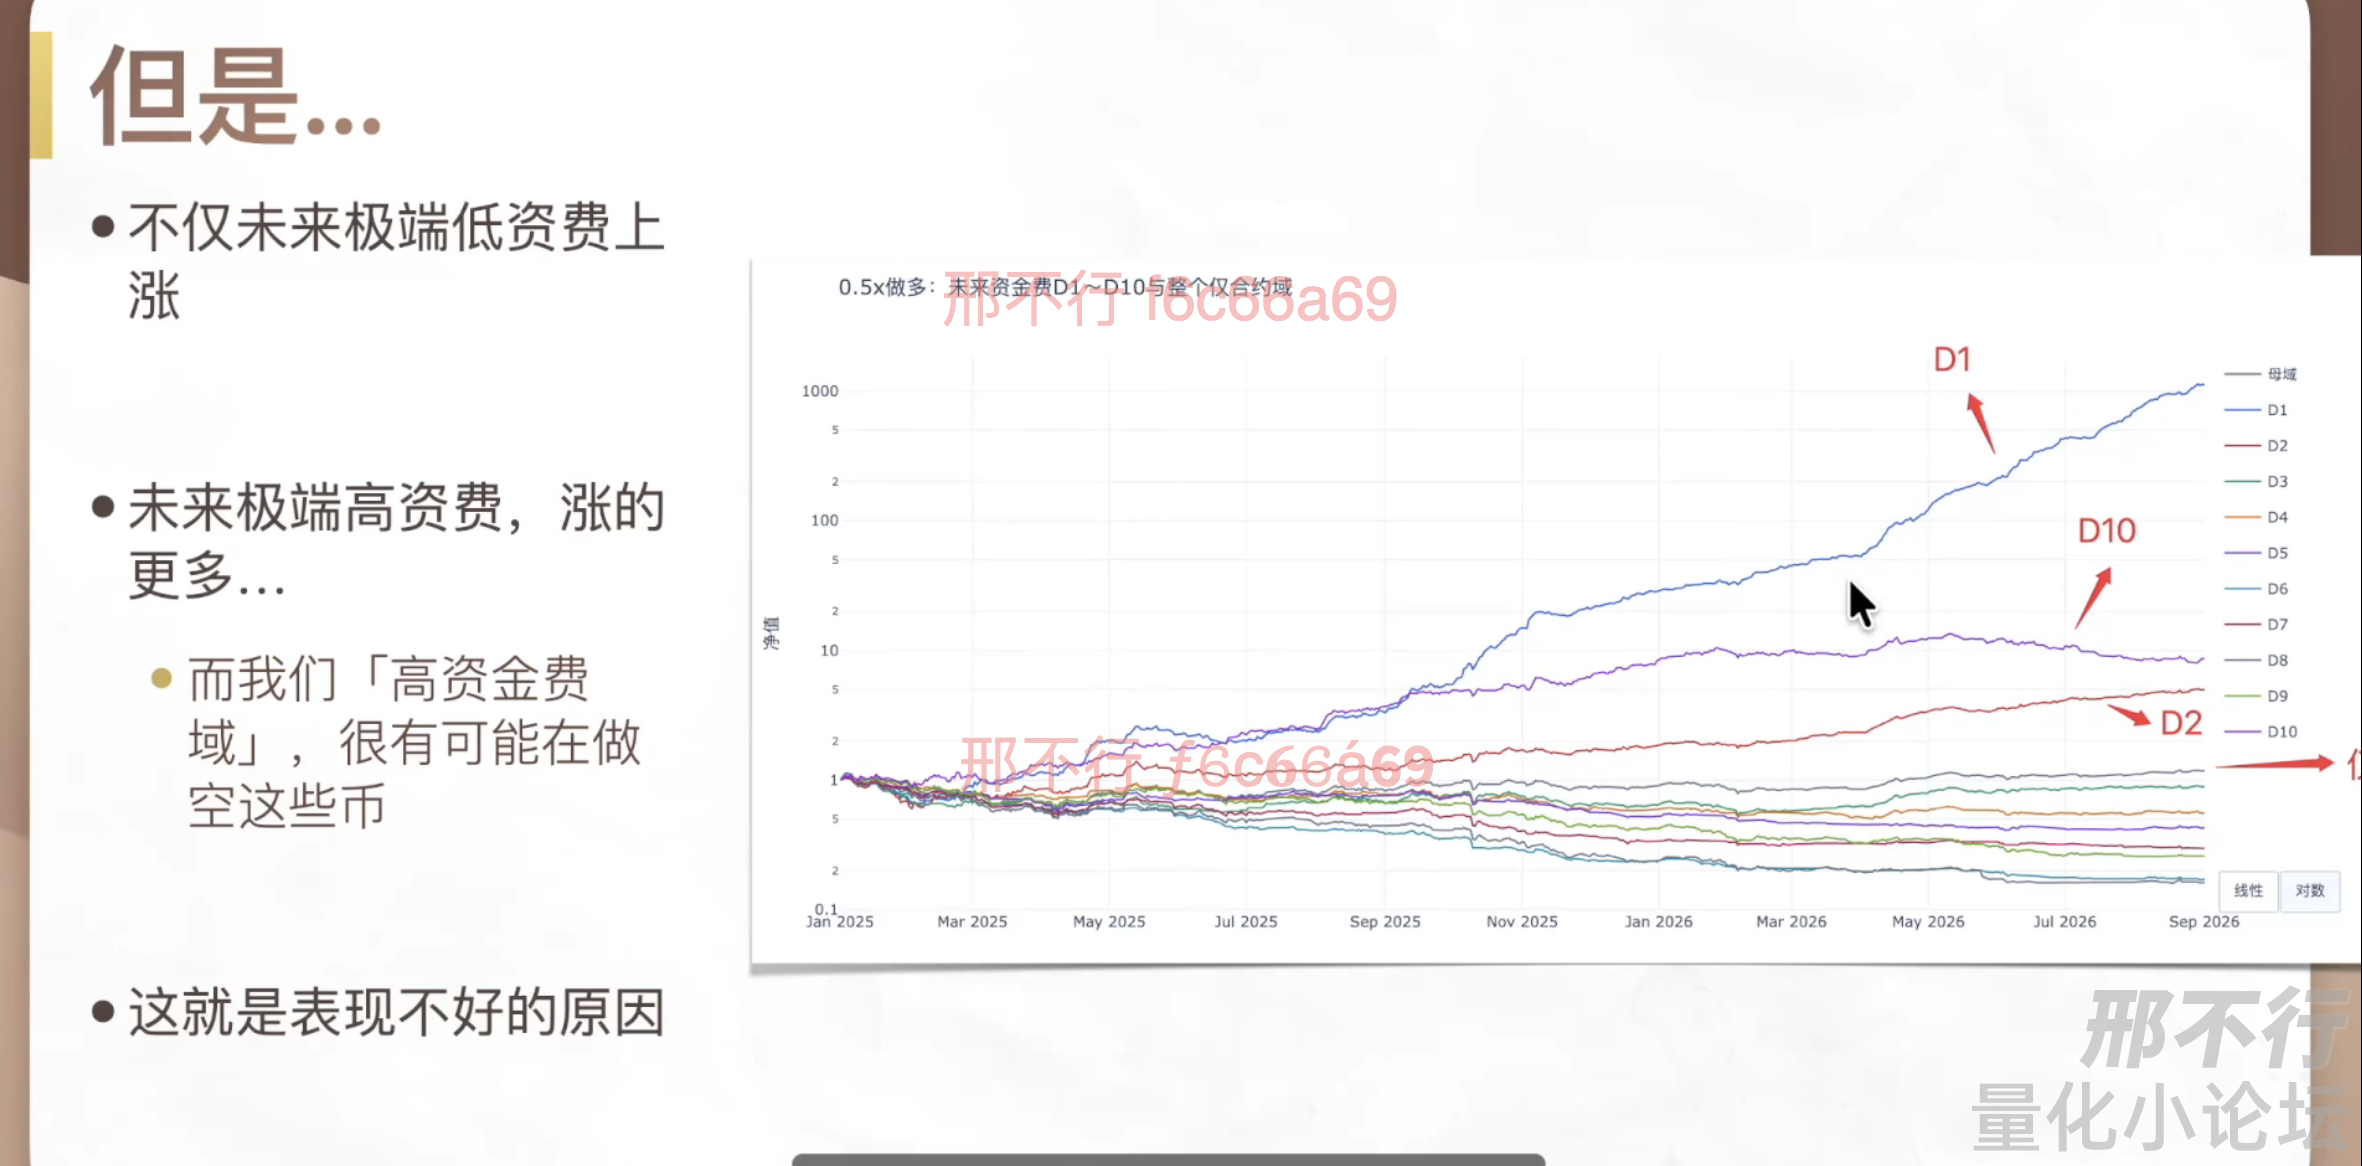 但是...
不仅未来极端低资费上
涨
未来极端高资费，涨的
更多...
而我们「高资金费
域」，很有可能在做
空这些币
这就是表现不好的原因
0.5x做多：未来资金费D1～D10与整个仅合约域
邢不行 f6c66a69
净值
1000
5
2
100
5
2
10
5
2
1
5
2
0.1
Jan 2025
Mar 2025
May 2025
Jul 2025
Sep 2025
Nov 2025
Jan 2026
Mar 2026
May 2026
Jul 2026
Sep 2026
D1
D10
D2
邢不行 f6c66á69
母域
D1
D2
D3
D4
D5
D6
D7
D8
D9
D10
线性
对数
邢不行
量化小论坛